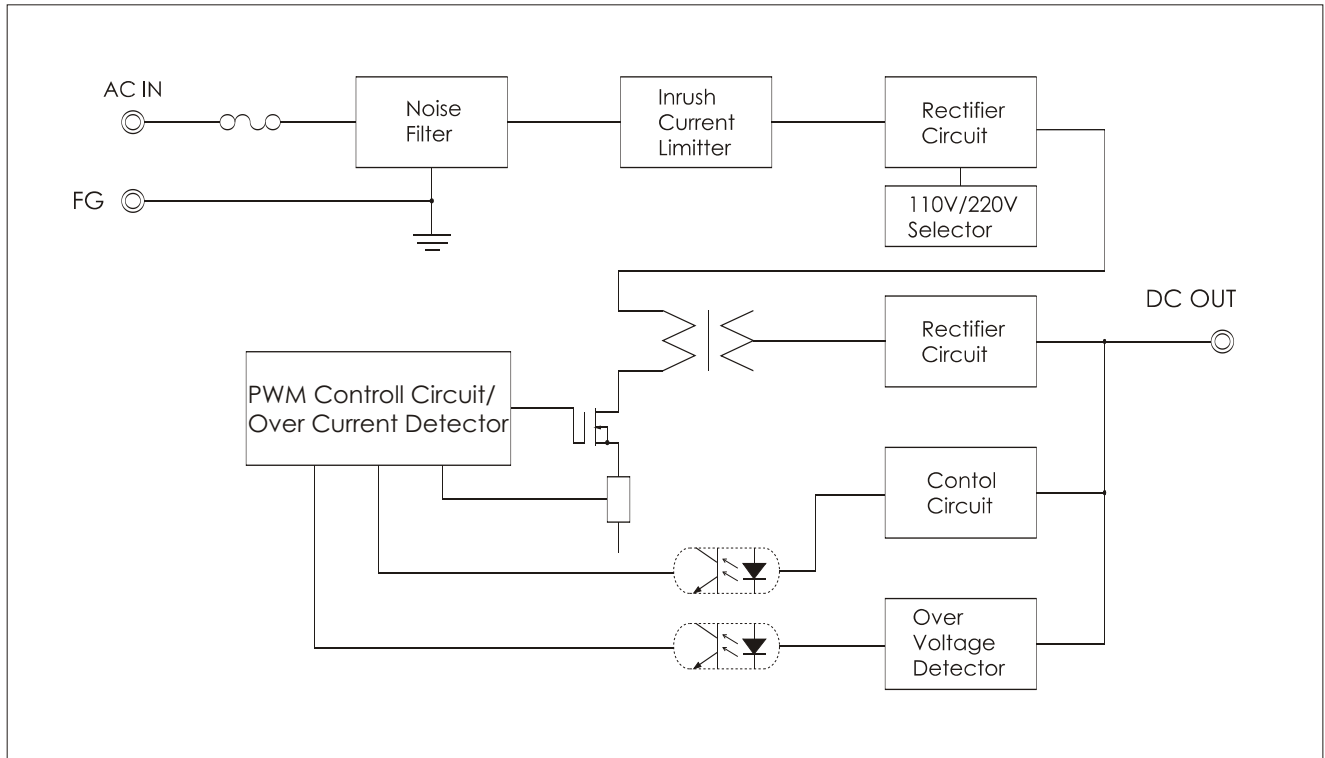 AC IN
Noise
Filter
Inrush
Current
Limitter
Rectifier
Circuit
FG
110V/220V
Selector
DC OUT
Rectifier
Circuit
PWM Controll Circuit/
Over Current Detector
Contol
Circuit
Over
Voltage
Detector